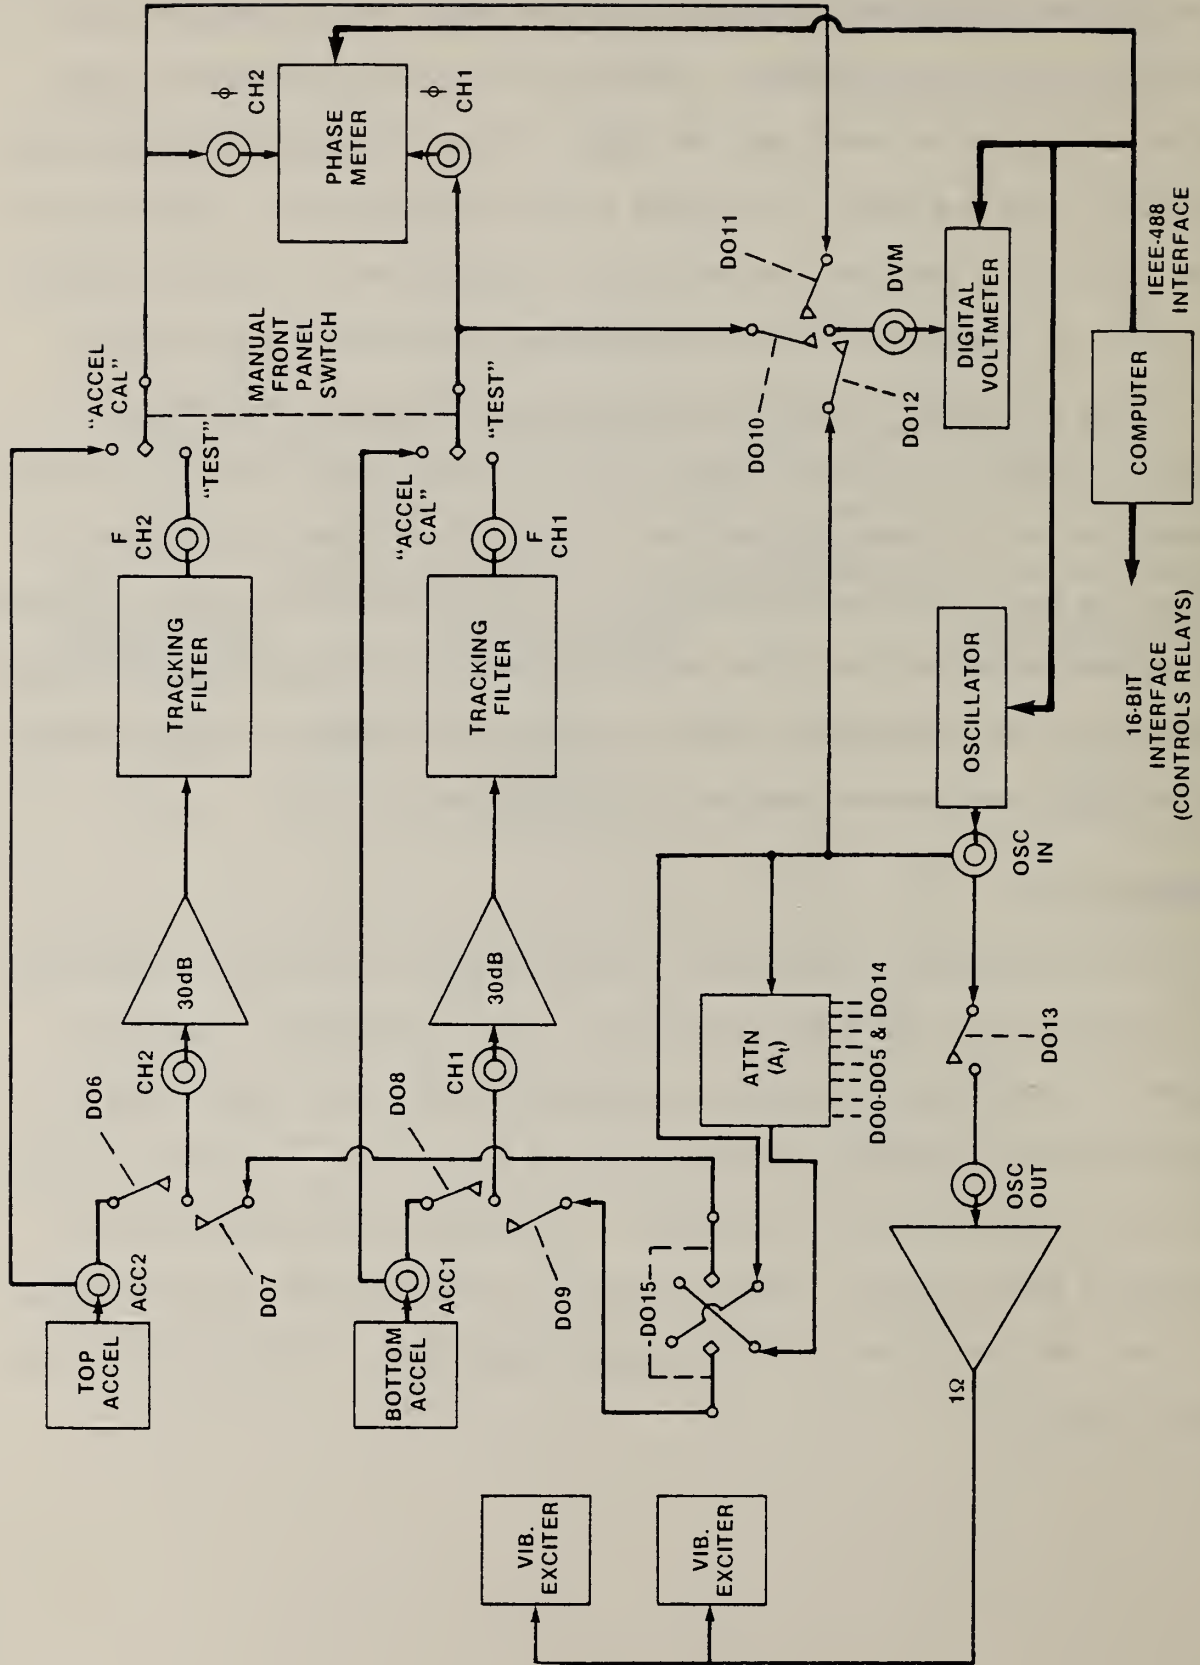 TOP
ACCEL
ACC2
DO6
DO7
CH2
30dB
TRACKING
FILTER
F
CH2
"ACCEL
CAL"
"TEST"
MANUAL
FRONT
PANEL
SWITCH
ϕ
CH2
PHASE
METER
ϕ
CH1
BOTTOM
ACCEL
ACC1
DO8
DO9
CH1
30dB
TRACKING
FILTER
F
CH1
"ACCEL
CAL"
"TEST"
DO10
DO11
DO12
DVM
DIGITAL
VOLTMETER
DO15
ATTN
(At)
DO0-DO5 & DO14
VIB.
EXCITER
VIB.
EXCITER
1Ω
OSC
OUT
DO13
OSC
IN
OSCILLATOR
COMPUTER
IEEE-488
INTERFACE
16-BIT
INTERFACE
(CONTROLS RELAYS)